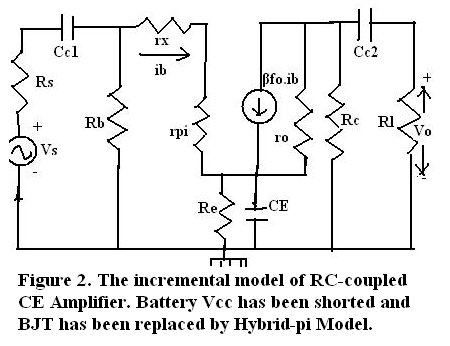 Cc1
rx
ib
Cc2
Rs
βfo.ib
+
Rb
rpi
ro
Rc
Rl
Vo
+
Vs
-
-
Re
CE
Figure 2. The incremental model of RC-coupled
CE Amplifier. Battery Vcc has been shorted and
BJT has been replaced by Hybrid-pi Model.